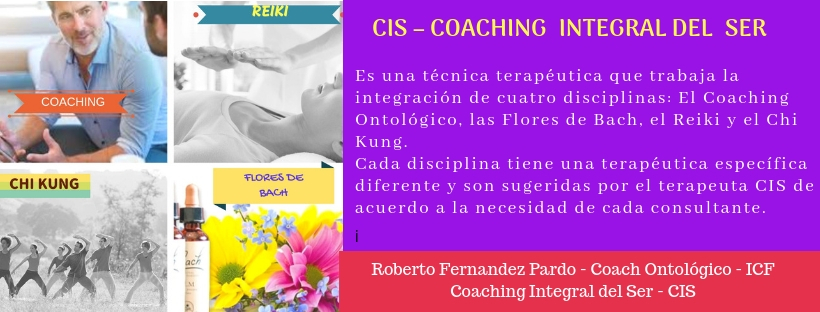 REIKI
COACHING
CHI KUNG
FLORES DE
BACH
Bach
CIS – COACHING INTEGRAL DEL SER
Es una técnica terapéutica que trabaja la
integración de cuatro disciplinas: El Coaching
Ontológico, las Flores de Bach, el Reiki y el Chi
Kung.
Cada disciplina tiene una terapéutica específica
diferente y son sugeridas por el terapeuta CIS de
acuerdo a la necesidad de cada consultante.
i
Roberto Fernandez Pardo - Coach Ontológico - ICF
Coaching Integral del Ser - CIS